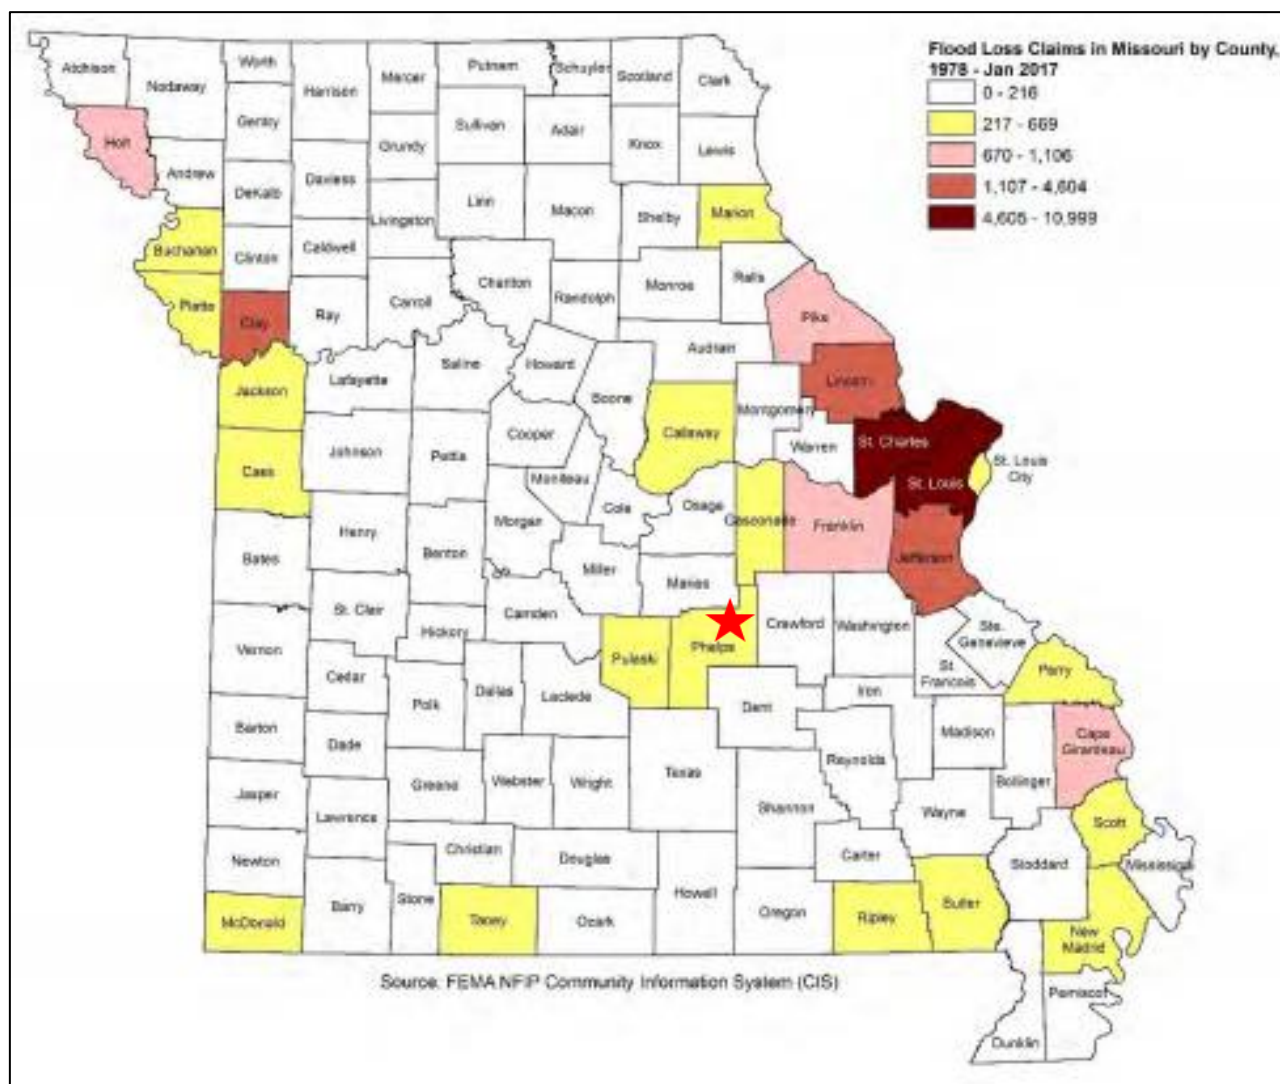 Flood Loss Claims in Missouri by County,
1978 - Jan 2017
0 - 216
217 - 669
670 - 1,106
1,107 - 4,604
4,605 - 10,999
Atchison
Nodaway
Worth
Harrison
Mercer
Putnam
Schuyler
Scotland
Clark
Holt
Andrew
Gentry
DeKalb
Daviess
Grundy
Sullivan
Adair
Knox
Lewis
Buchanan
Clinton
Caldwell
Livingston
Linn
Macon
Shelby
Marion
Platte
Clay
Ray
Carroll
Chariton
Randolph
Monroe
Ralls
Pike
Jackson
Lafayette
Saline
Howard
Boone
Audrain
Callaway
Montgomery
Lincoln
Warren
St. Charles
St. Louis
St. Louis
City
Cass
Johnson
Pettis
Cooper
Moniteau
Cole
Osage
Gasconade
Franklin
Jefferson
Bates
Henry
Benton
Morgan
Miller
Maries
Vernon
St. Clair
Hickory
Camden
Pulaski
Phelps
Crawford
Washington
St.
Francois
Ste.
Genevieve
Perry
Barton
Cedar
Polk
Dallas
Laclede
Dent
Iron
Madison
Cape
Girardeau
Jasper
Dade
Greene
Webster
Wright
Texas
Shannon
Reynolds
Wayne
Bollinger
Scott
Newton
Lawrence
Christian
Douglas
Howell
Carter
Stoddard
Mississippi
McDonald
Barry
Stone
Taney
Ozark
Oregon
Ripley
Butler
New
Madrid
Pemiscot
Dunklin
Source: FEMA NFIP Community Information System (CIS)